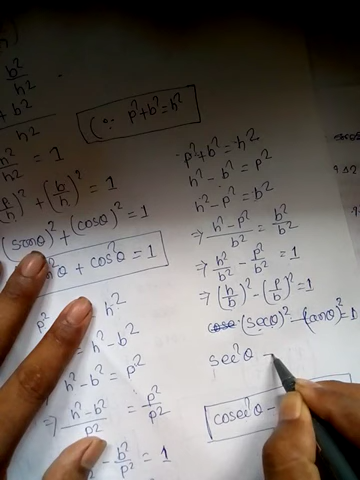 b²/h²
+ b²
h²
h²/h² = 1
(p/h)² + (b/h)² = 1
(sinθ)² + (cosθ)² = 1
n²θ + cos²θ = 1
p² h²
= h² - b²
h² - b² = p²
⇒ (h² - b²)/p² = p²/p²
- b²/p² = 1
(∵ p² + b² = h²)
p² + b² = h²
h² - b² = p²
h² - p² = b²
⇒ (h² - p²)/b² = b²/b²
⇒ h²/b² - p²/b² = 1
⇒ (h/b)² - (p/b)² = 1
(secθ)² - (tanθ)² = 1
sec²θ -
cosec²θ -